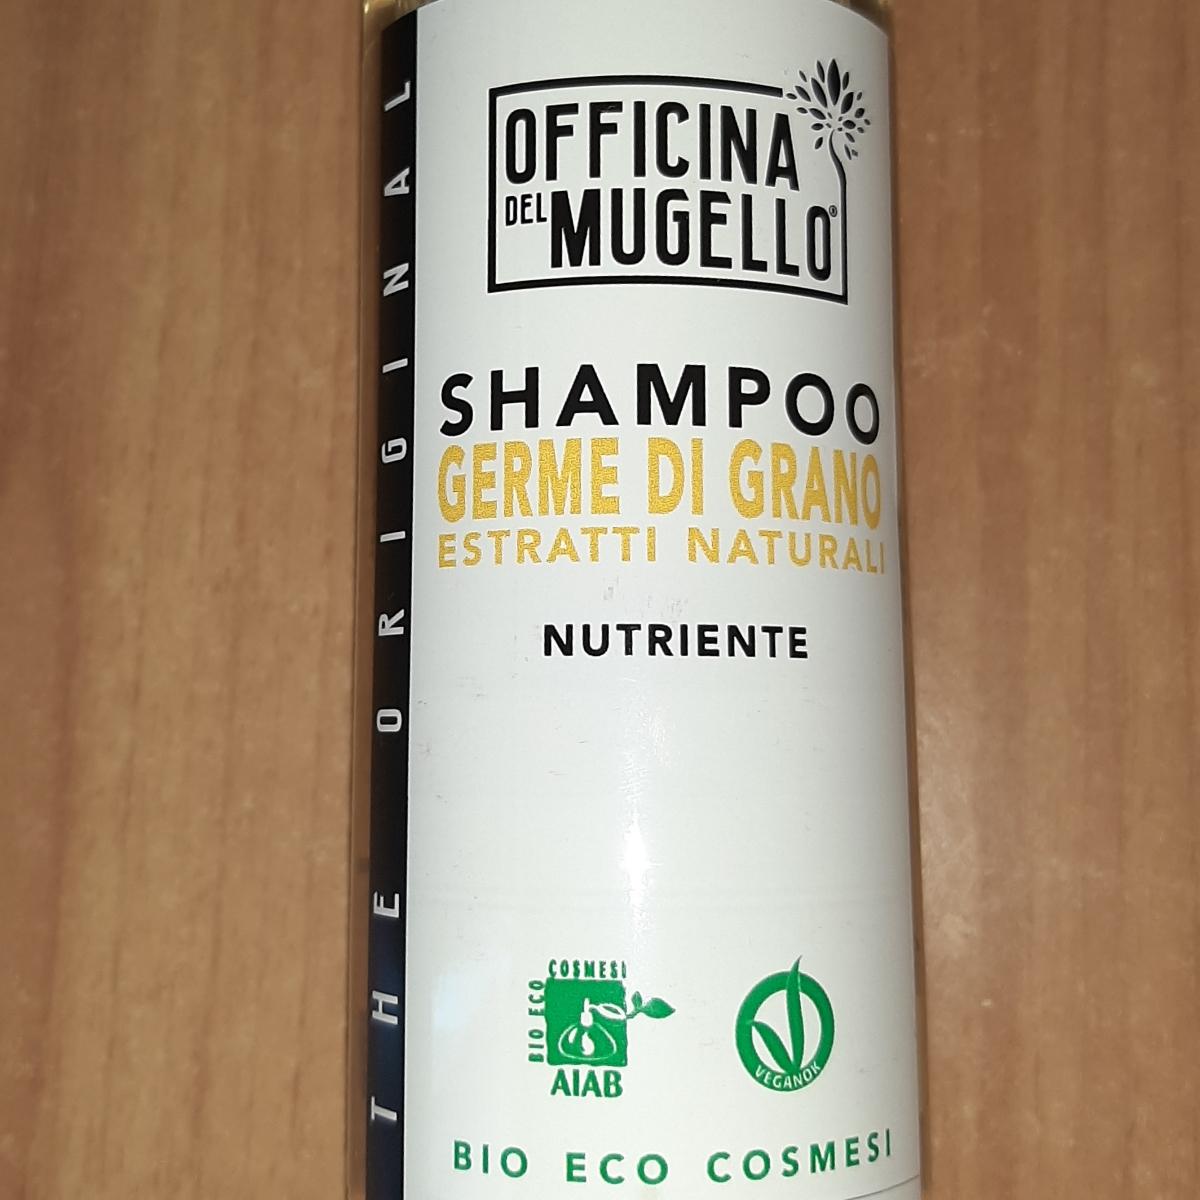 THE ORIGINAL
OFFICINA
DEL MUGELLO®
SHAMPOO
GERME DI GRANO
ESTRATTI NATURALI
NUTRIENTE
BIO ECO COSMESI
AIAB
VEGANOK
BIO ECO COSMESI